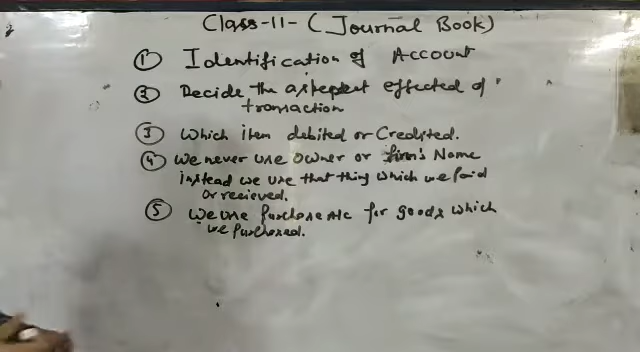 Class-11- (Journal Book)
① Identification of Account
② Decide the astepect effected of
transaction
③ Which item debited or Credited.
④ We never use owner or firm's Name
instead we use that thing which we paid
or recieved.
⑤ We use purchase A/c for goods which
we purchased.